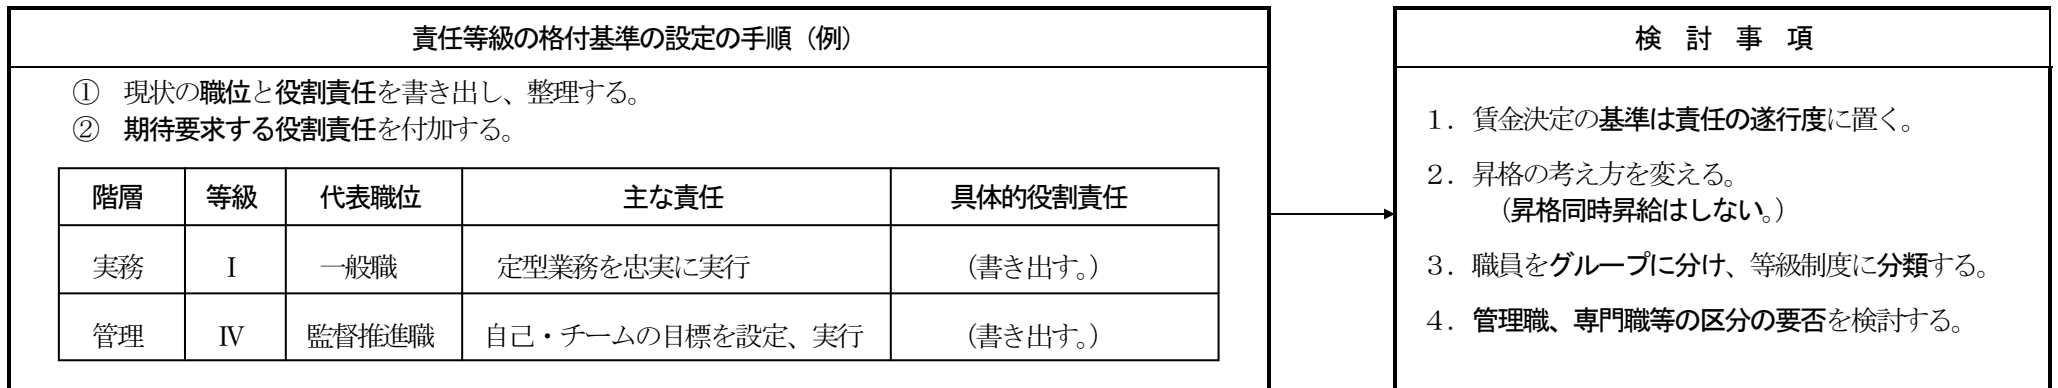 責任等級の格付基準の設定の手順（例）
① 現状の職位と役割責任を書き出し、整理する。
② 期待要求する役割責任を付加する。
階層 等級 代表職位 主な責任 具体的役割責任
実務 Ⅰ 一般職 定型業務を忠実に実行 （書き出す。）
管理 Ⅳ 監督推進職 自己・チームの目標を設定、実行 （書き出す。）
検 討 事 項
１．賃金決定の基準は責任の遂行度に置く。
２．昇格の考え方を変える。
（昇格同時昇給はしない。）
３．職員をグループに分け、等級制度に分類する。
４．管理職、専門職等の区分の要否を検討する。